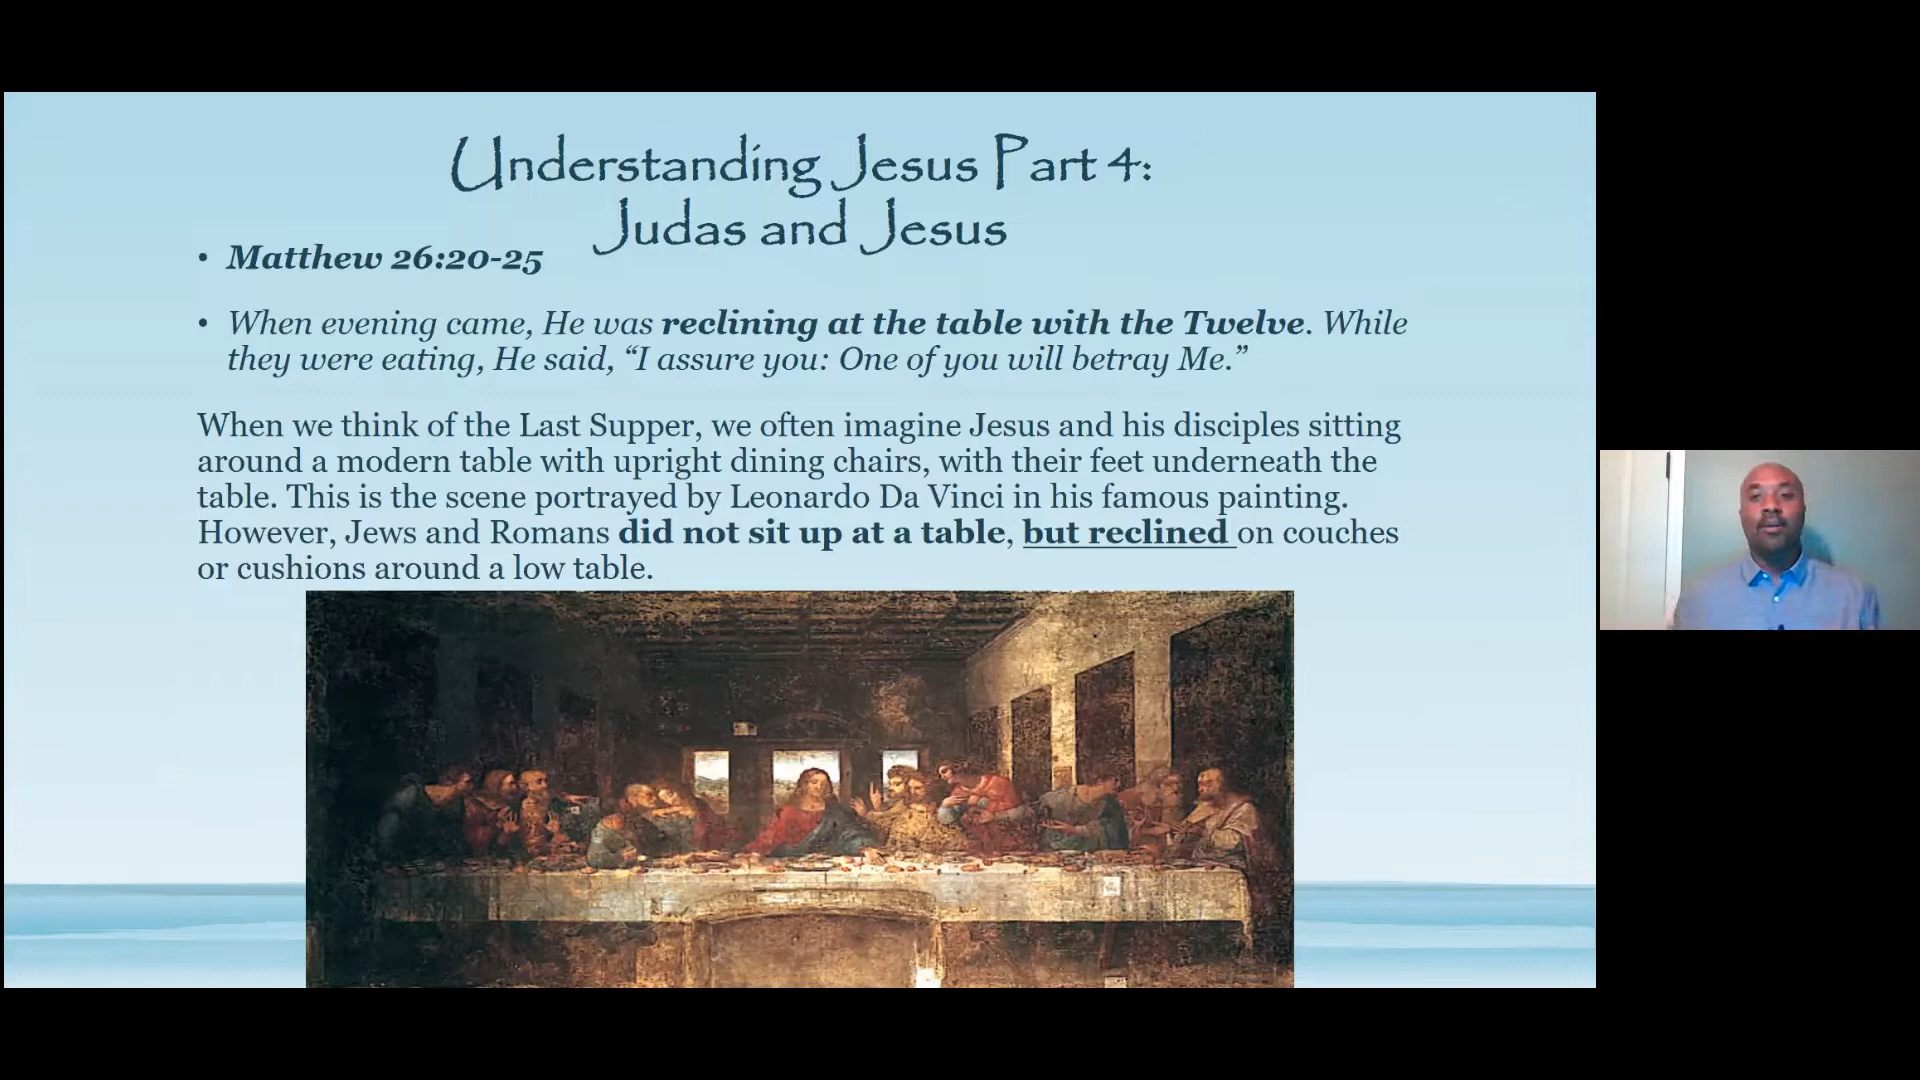 Understanding Jesus Part 4:
Judas and Jesus
• Matthew 26:20-25
• When evening came, He was reclining at the table with the Twelve. While
they were eating, He said, “I assure you: One of you will betray Me.”
When we think of the Last Supper, we often imagine Jesus and his disciples sitting
around a modern table with upright dining chairs, with their feet underneath the
table. This is the scene portrayed by Leonardo Da Vinci in his famous painting.
However, Jews and Romans did not sit up at a table, but reclined on couches
or cushions around a low table.